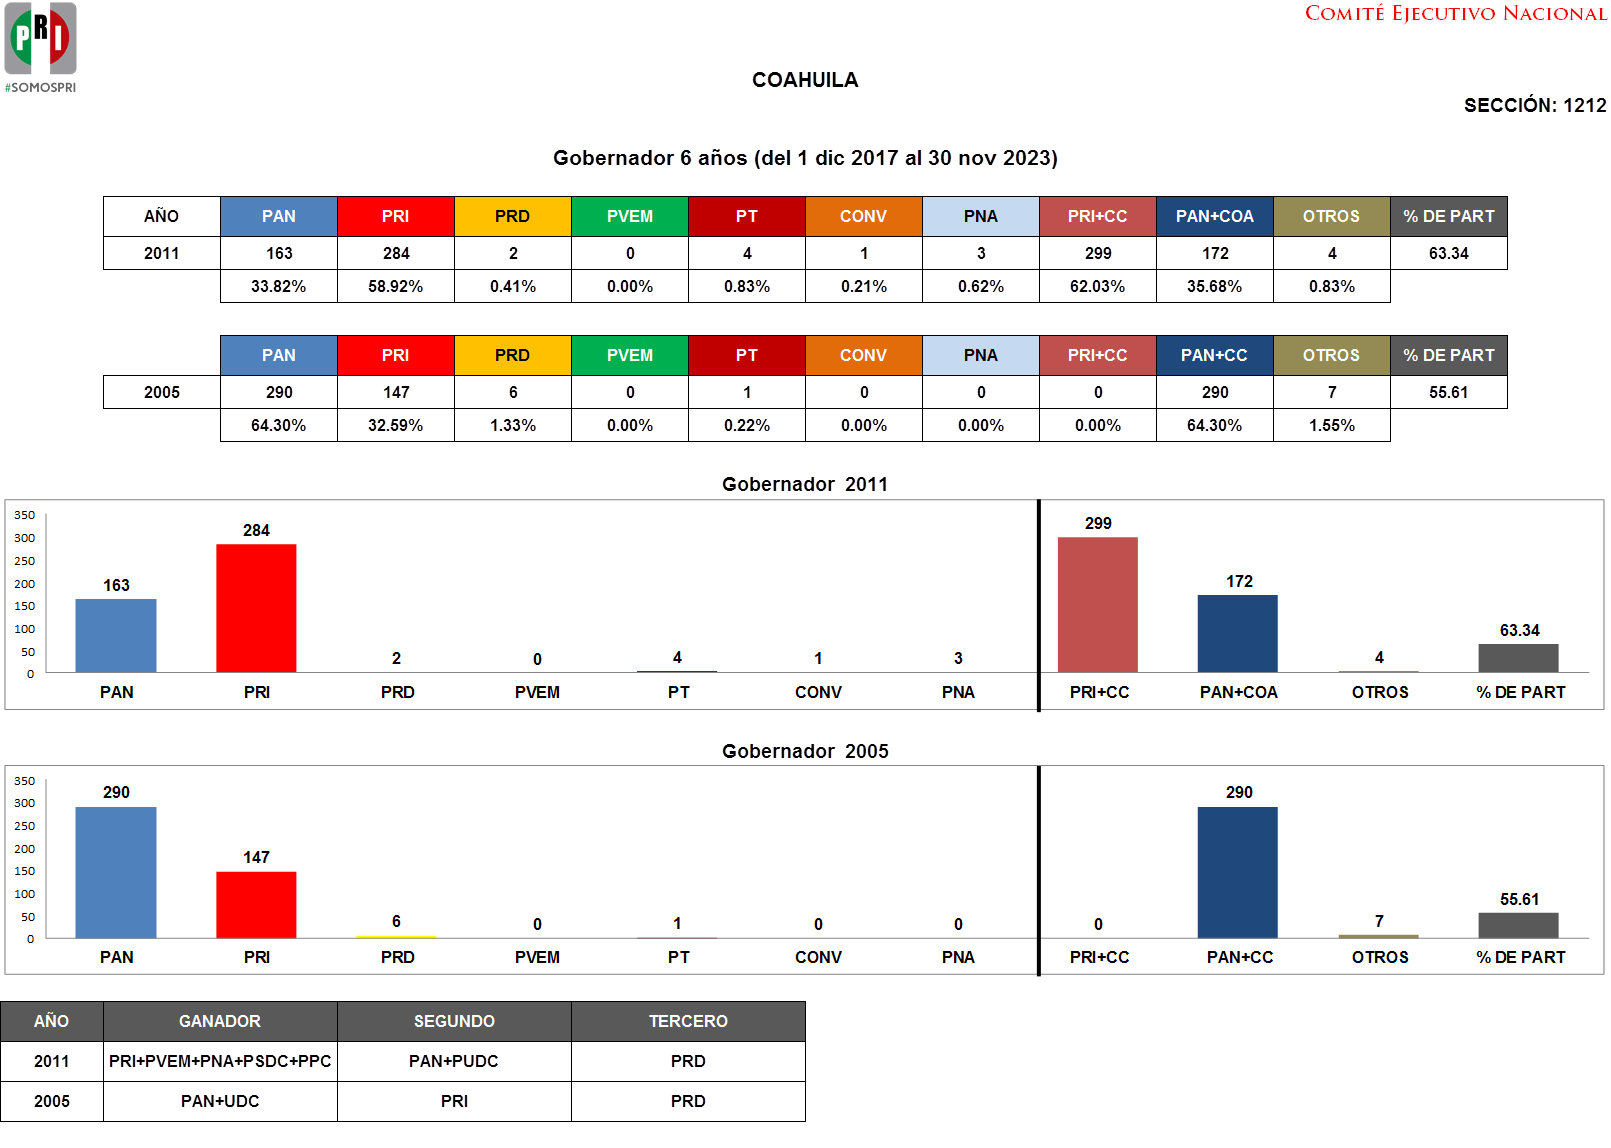 PRI
#SOMOSPRI
COMITÉ EJECUTIVO NACIONAL
COAHUILA
SECCIÓN: 1212
Gobernador 6 años (del 1 dic 2017 al 30 nov 2023)
AÑO PAN PRI PRD PVEM PT CONV PNA PRI+CC PAN+COA OTROS % DE PART
2011 163 284 2 0 4 1 3 299 172 4 63.34
33.82% 58.92% 0.41% 0.00% 0.83% 0.21% 0.62% 62.03% 35.68% 0.83%
PAN PRI PRD PVEM PT CONV PNA PRI+CC PAN+CC OTROS % DE PART
2005 290 147 6 0 1 0 0 0 290 7 55.61
64.30% 32.59% 1.33% 0.00% 0.22% 0.00% 0.00% 0.00% 64.30% 1.55%
Gobernador 2011
350
300
250
200
150
100
50
0
163 284 2 0 4 1 3 299 172 4 63.34
PAN PRI PRD PVEM PT CONV PNA PRI+CC PAN+COA OTROS % DE PART
Gobernador 2005
350
300
250
200
150
100
50
0
290 147 6 0 1 0 0 0 290 7 55.61
PAN PRI PRD PVEM PT CONV PNA PRI+CC PAN+CC OTROS % DE PART
AÑO GANADOR SEGUNDO TERCERO
2011 PRI+PVEM+PNA+PSDC+PPC PAN+PUDC PRD
2005 PAN+UDC PRI PRD